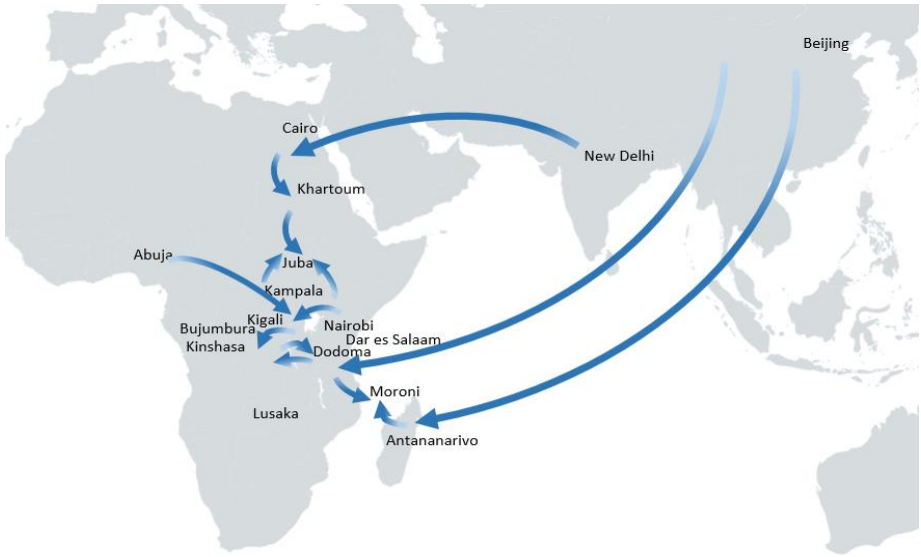 Beijing
Cairo
New Delhi
Khartoum
Abuja
Juba
Kampala
Kigali
Nairobi
Bujumbura
Dar es Salaam
Kinshasa
Dodoma
Moroni
Lusaka
Antananarivo